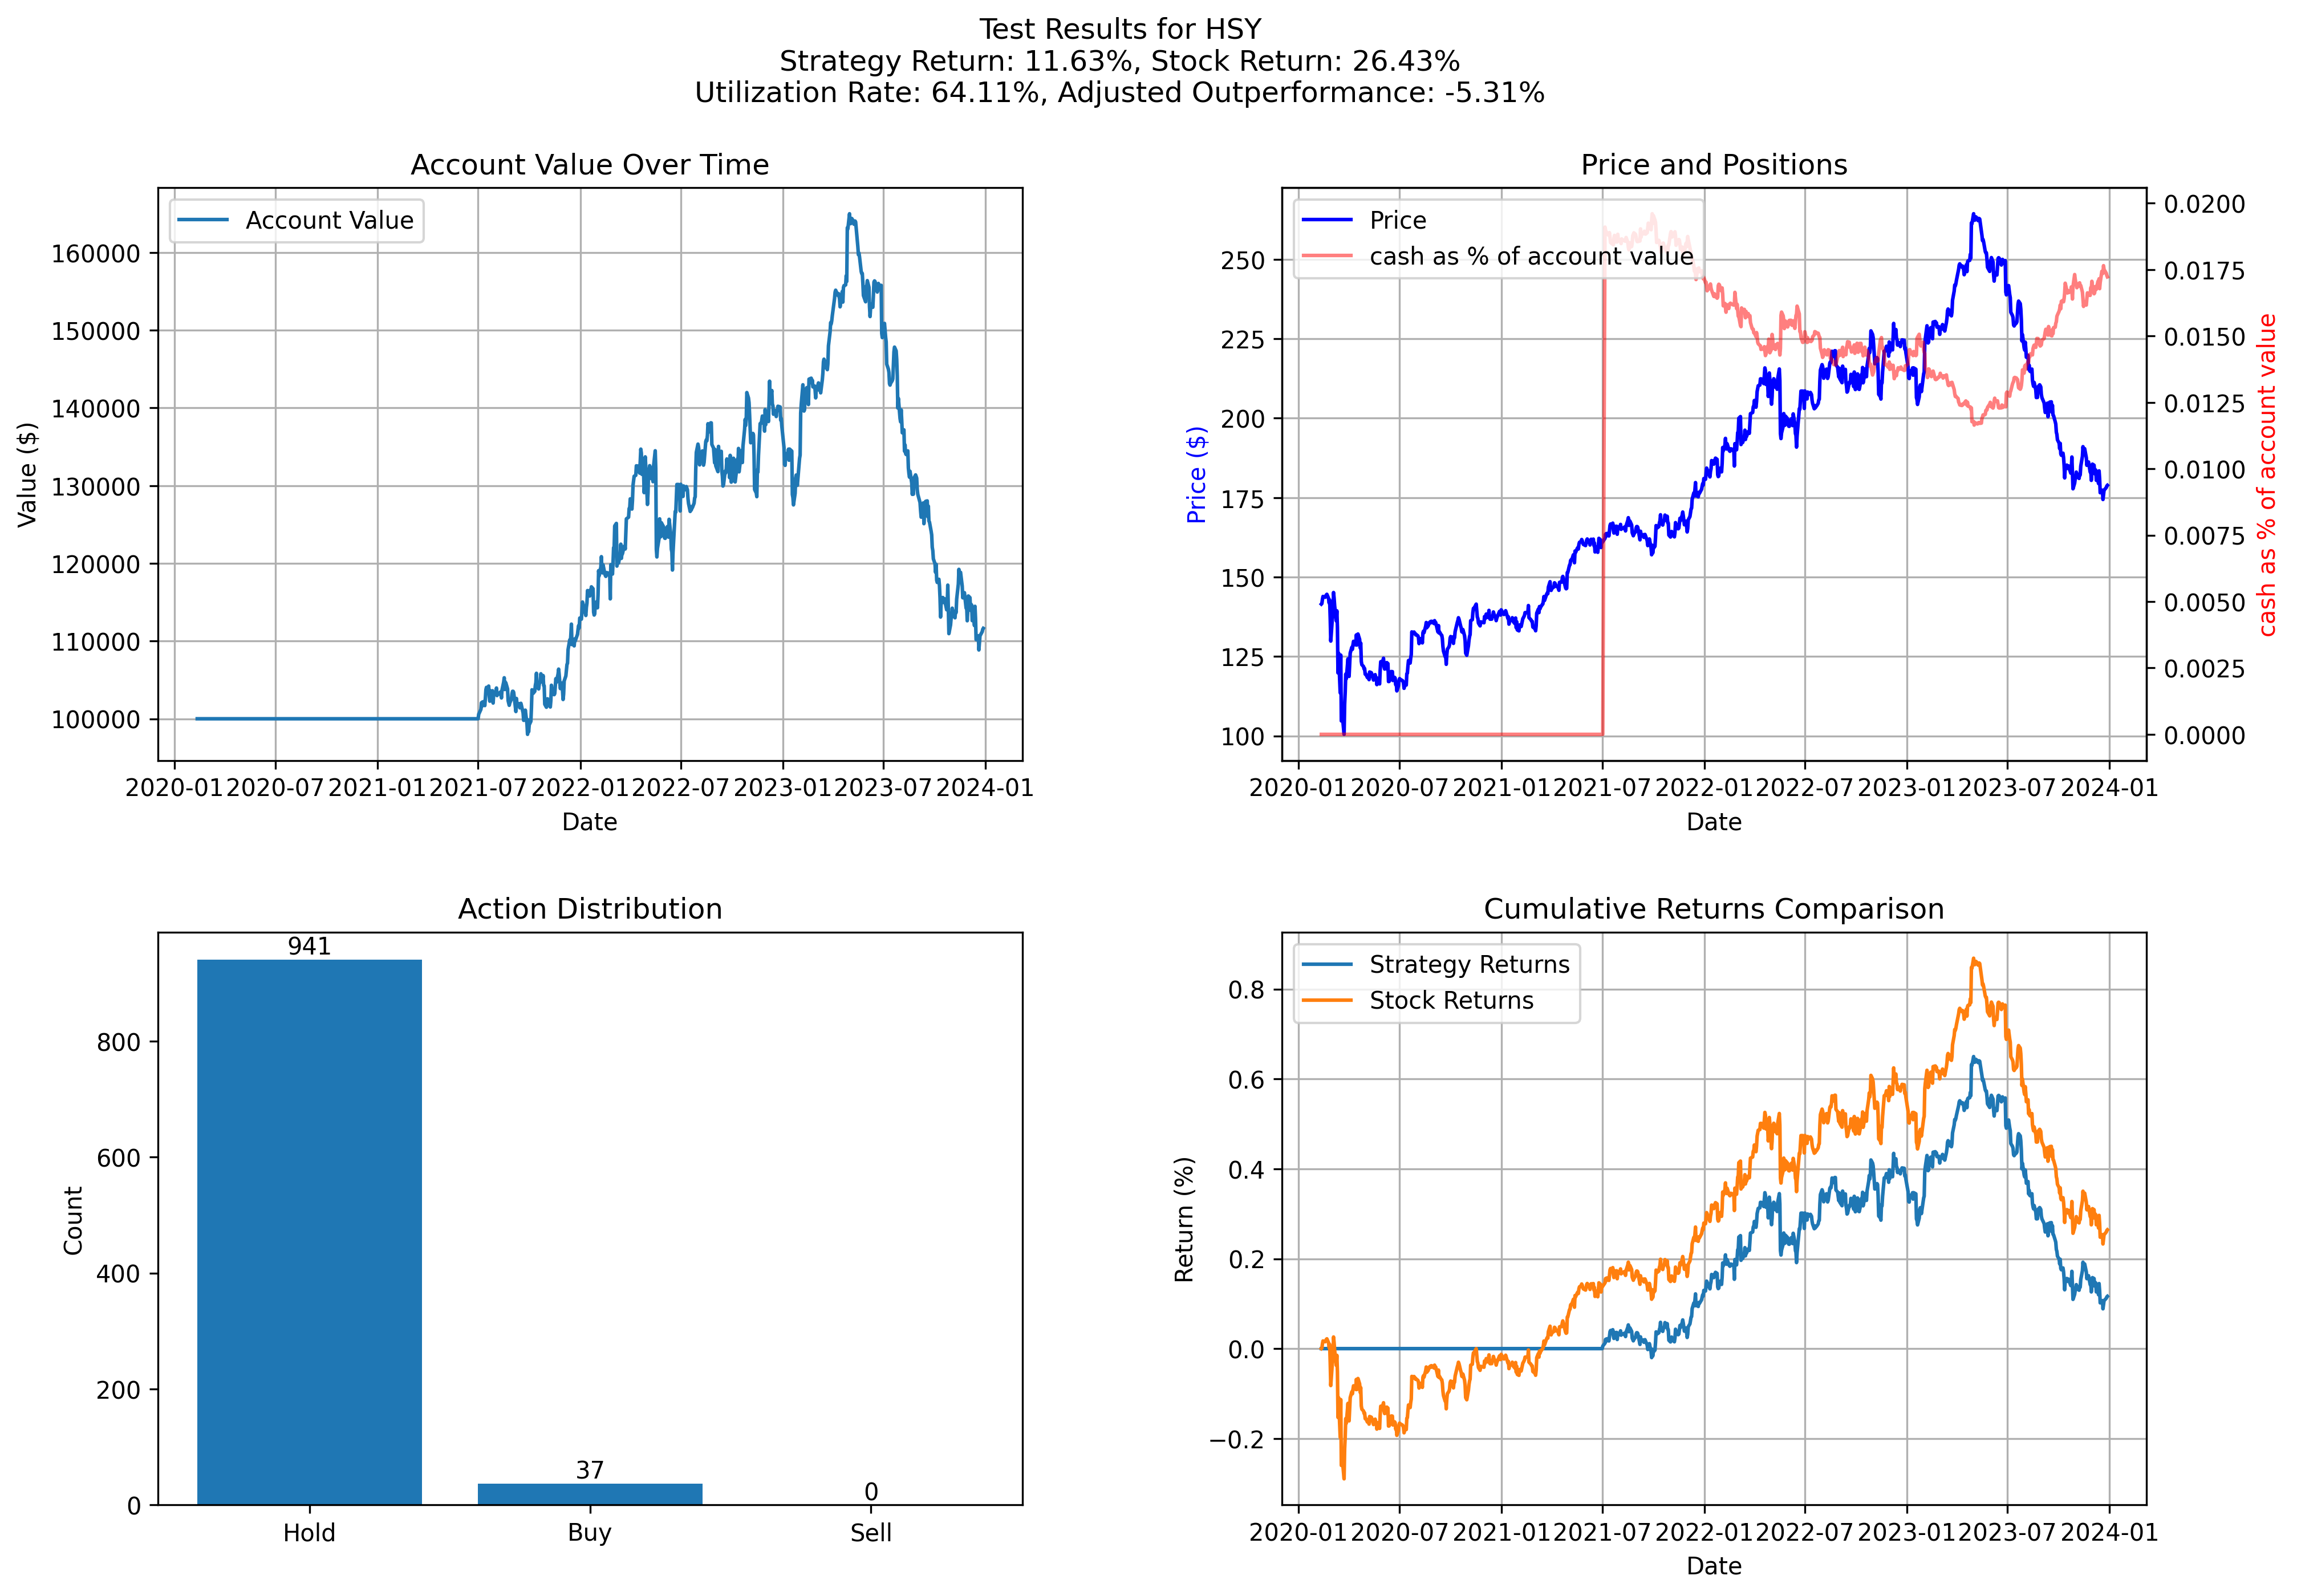 Test Results for HSY
Strategy Return: 11.63%, Stock Return: 26.43%
Utilization Rate: 64.11%, Adjusted Outperformance: -5.31%
Account Value Over Time
Account Value
Value ($)
160000
150000
140000
130000
120000
110000
100000
2020-01 2020-07 2021-01 2021-07 2022-01 2022-07 2023-01 2023-07 2024-01
Date
Price and Positions
Price
cash as % of account value
Price ($)
250
225
200
175
150
125
100
0.0200
0.0175
0.0150
0.0125
0.0100
0.0075
0.0050
0.0025
0.0000
cash as % of account value
2020-01 2020-07 2021-01 2021-07 2022-01 2022-07 2023-01 2023-07 2024-01
Date
Action Distribution
Count
800
600
400
200
0
941
37
0
Hold Buy Sell
Cumulative Returns Comparison
Strategy Returns
Stock Returns
Return (%)
0.8
0.6
0.4
0.2
0.0
−0.2
2020-01 2020-07 2021-01 2021-07 2022-01 2022-07 2023-01 2023-07 2024-01
Date